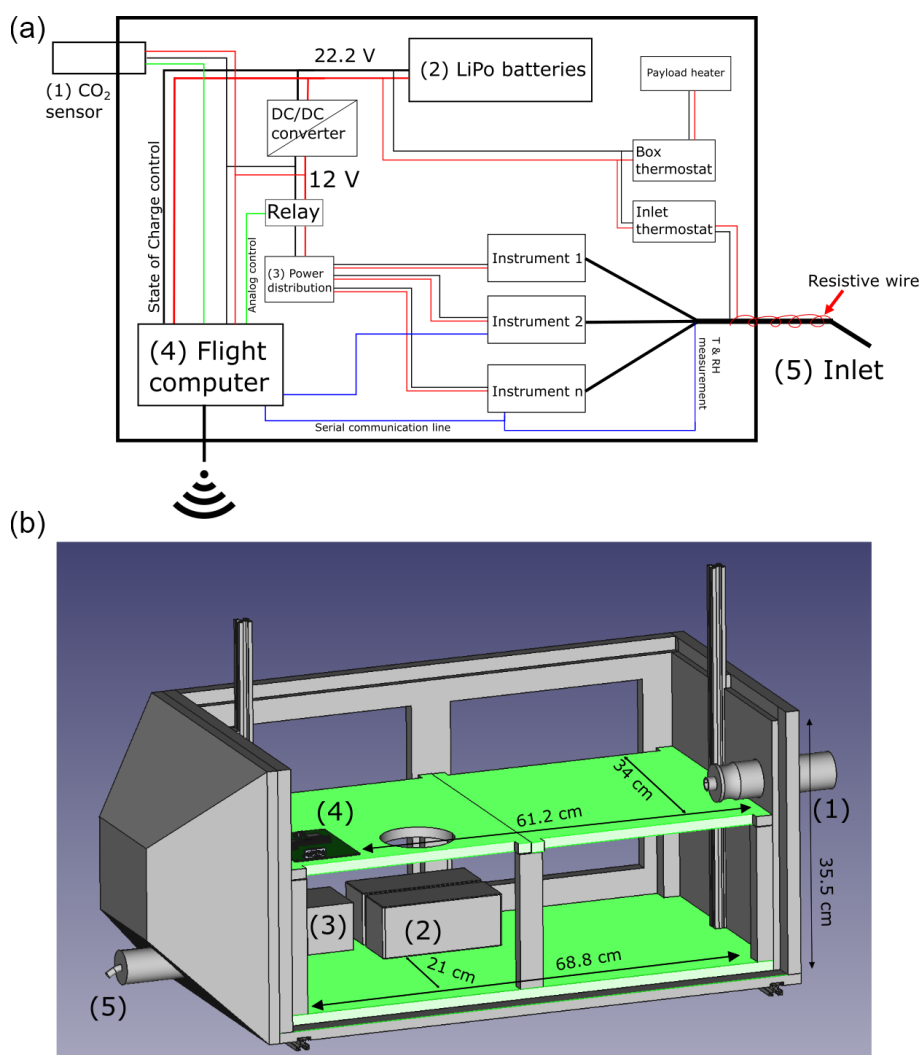 (a)
22.2 V
(2) LiPo batteries
(1) CO₂
sensor
Payload heater
DC/DC
converter
Box
thermostat
12 V
State of Charge control
Relay
Inlet
thermostat
Analog control
(3) Power
distribution
Instrument 1
Resistive wire
Instrument 2
(4) Flight
computer
T & RH
measurement
(5) Inlet
Instrument n
Serial communication line
(b)
34 cm
(1)
(4)
61.2 cm
35.5 cm
(3)
(2)
21 cm
68.8 cm
(5)